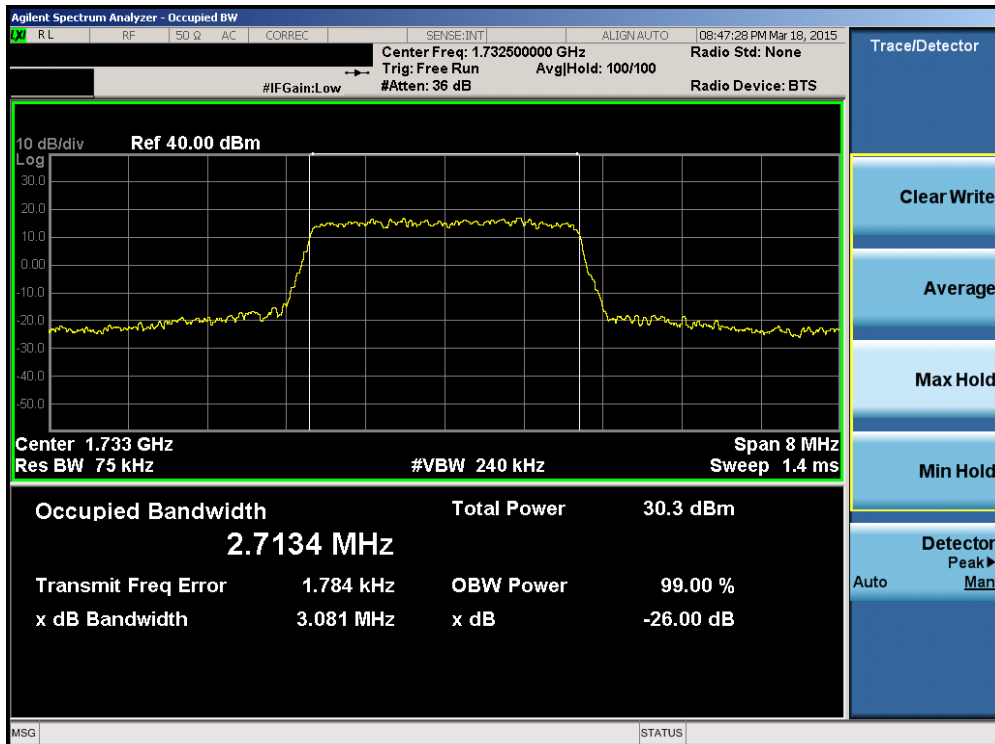 Agilent Spectrum Analyzer - Occupied BW
LXI RL RF 50 Ω AC CORREC SENSE:INT ALIGN AUTO 08:47:28 PM Mar 18, 2015
Center Freq: 1.732500000 GHz Radio Std: None
Trig: Free Run Avg|Hold: 100/100
#IFGain:Low #Atten: 36 dB Radio Device: BTS
10 dB/div Ref 40.00 dBm
Log
30.0
20.0
10.0
0.00
-10.0
-20.0
-30.0
-40.0
-50.0
Center 1.733 GHz Span 8 MHz
Res BW 75 kHz #VBW 240 kHz Sweep 1.4 ms
Occupied Bandwidth Total Power 30.3 dBm
2.7134 MHz
Transmit Freq Error 1.784 kHz OBW Power 99.00 %
x dB Bandwidth 3.081 MHz x dB -26.00 dB
Trace/Detector
Clear Write
Average
Max Hold
Min Hold
Detector
Peak▶
Auto Man
MSG STATUS